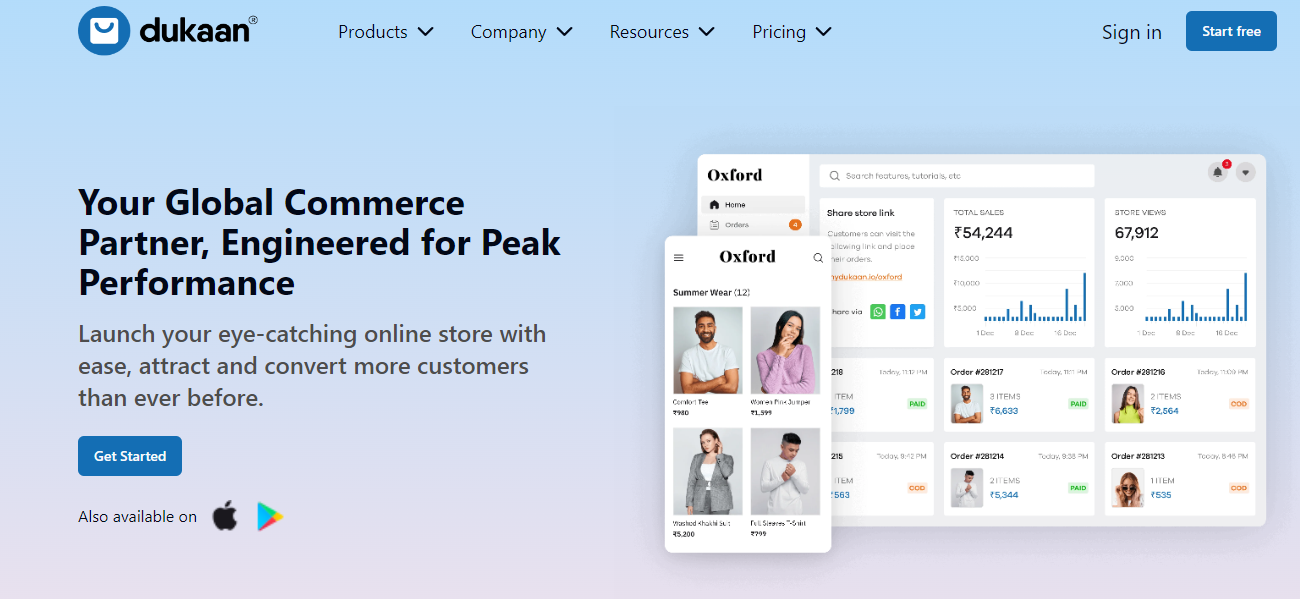 dukaan®
Products
Company
Resources
Pricing
Sign in
Start free
Your Global Commerce
Partner, Engineered for Peak
Performance
Launch your eye-catching online store with
ease, attract and convert more customers
than ever before.
Get Started
Also available on
Oxford
Search features, tutorials, etc
Home
Orders
4
Share store link
Customers can visit the
following link and place
their orders.
mydukaan.io/oxford
Share via
TOTAL SALES
₹54,244
₹15,000
₹10,000
₹5,000
1 Dec 8 Dec 16 Dec
STORE VIEWS
67,912
9,000
7,000
3,000
1 Dec 8 Dec 16 Dec
Oxford
Summer Wear (12)
Comfort Tee
₹980
Women Pink Jumper
₹1,599
Washed Khakhi Suit
₹5,200
Full Sleeves T-Shirt
₹799
218 Today, 11:12 PM
ITEM
₹1,799
PAID
Order #281217 Today, 11:11 PM
3 ITEMS
₹6,633
PAID
Order #281216 Today, 11:09 PM
2 ITEMS
₹2,564
COD
215 Today, 9:42 PM
ITEM
₹563
COD
Order #281214 Today, 9:38 PM
2 ITEMS
₹5,344
PAID
Order #281213 Today, 8:46 PM
1 ITEM
₹535
COD